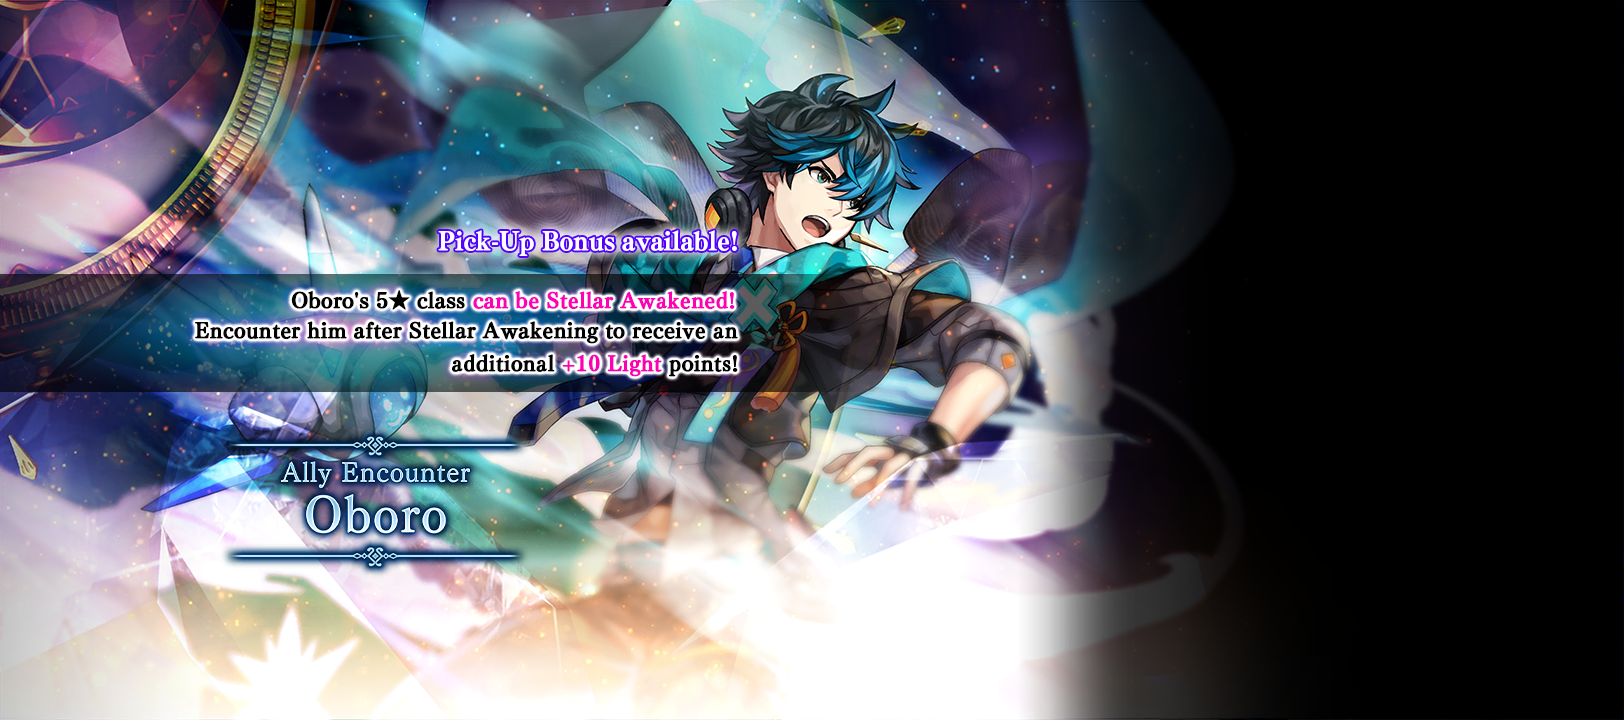 Pick-Up Bonus available!
Oboro's 5★ class can be Stellar Awakened!
Encounter him after Stellar Awakening to receive an
additional +10 Light points!
Ally Encounter
Oboro